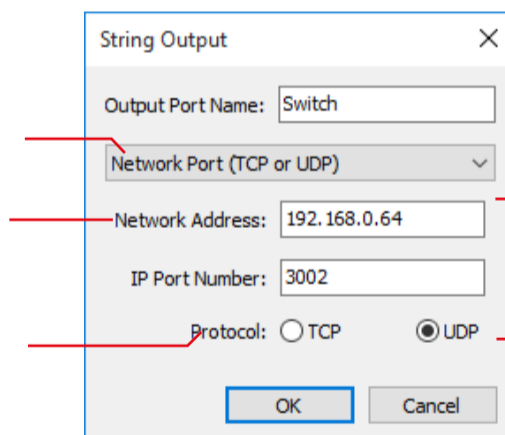 String Output
Output Port Name: Switch
Network Port (TCP or UDP)
Network Address: 192.168.0.64
IP Port Number: 3002
Protocol: TCP UDP
OK Cancel